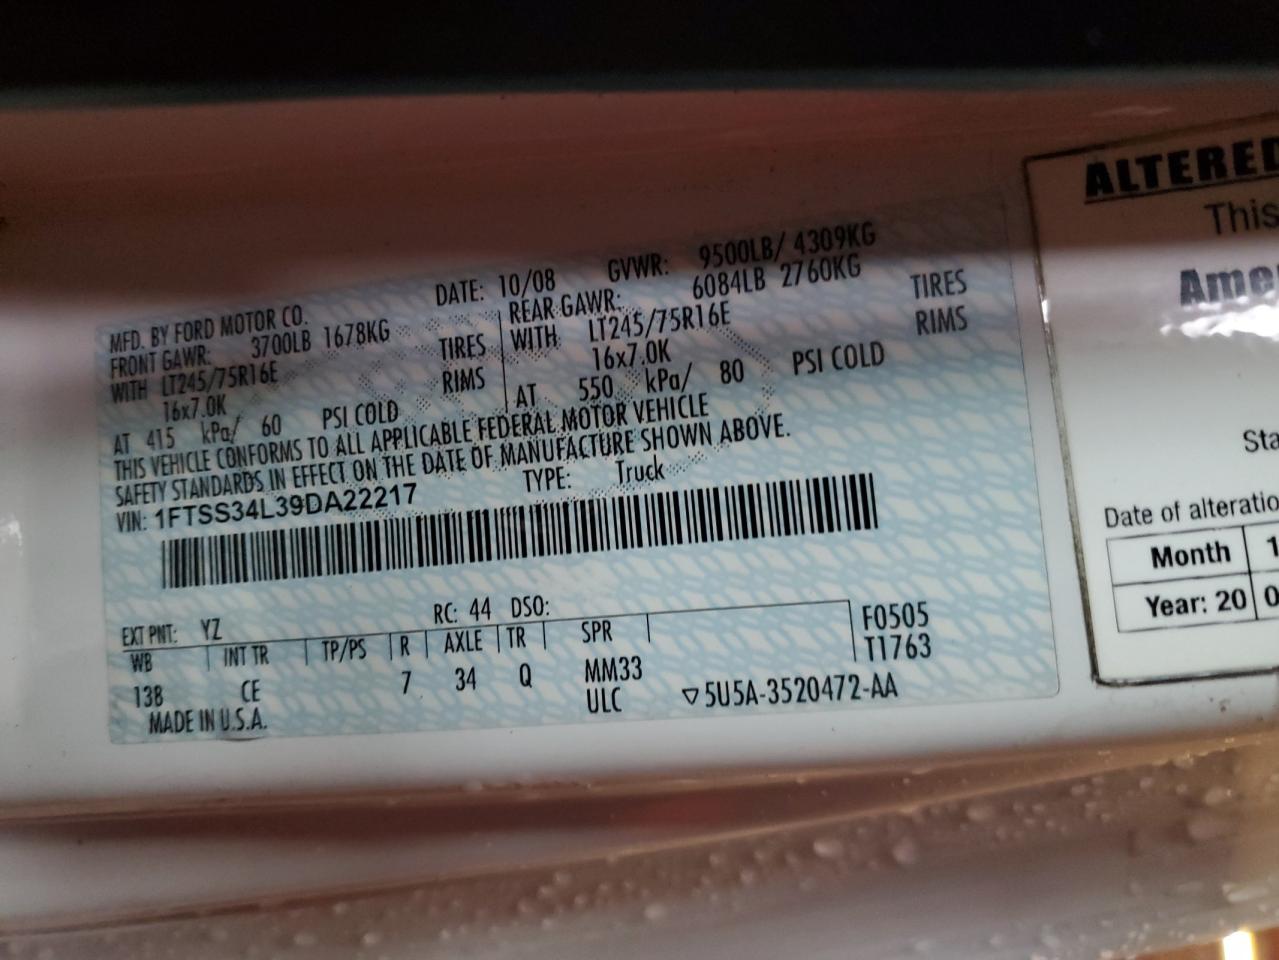 MFD. BY FORD MOTOR CO.
DATE: 10/08 GVWR: 9500LB/ 4309KG
FRONT GAWR: 3700LB 1678KG
REAR GAWR: 6084LB 2760KG
WITH LT245/75R16E TIRES
WITH LT245/75R16E TIRES
16x7.0K RIMS
16x7.0K RIMS
AT 415 kPa/ 60 PSI COLD
AT 550 kPa/ 80 PSI COLD
THIS VEHICLE CONFORMS TO ALL APPLICABLE FEDERAL MOTOR VEHICLE
SAFETY STANDARDS IN EFFECT ON THE DATE OF MANUFACTURE SHOWN ABOVE.
VIN: 1FTSS34L39DA22217 TYPE: Truck
EXT PNT: YZ RC: 44 DSO:
WB INT TR TP/PS R AXLE TR SPR F0505
138 CE 7 34 Q MM33 T1763
MADE IN U.S.A. ULC ▽5U5A-3520472-AA
ALTERED
This
Ame
Sta
Date of alteratio
Month 1
Year: 20 0